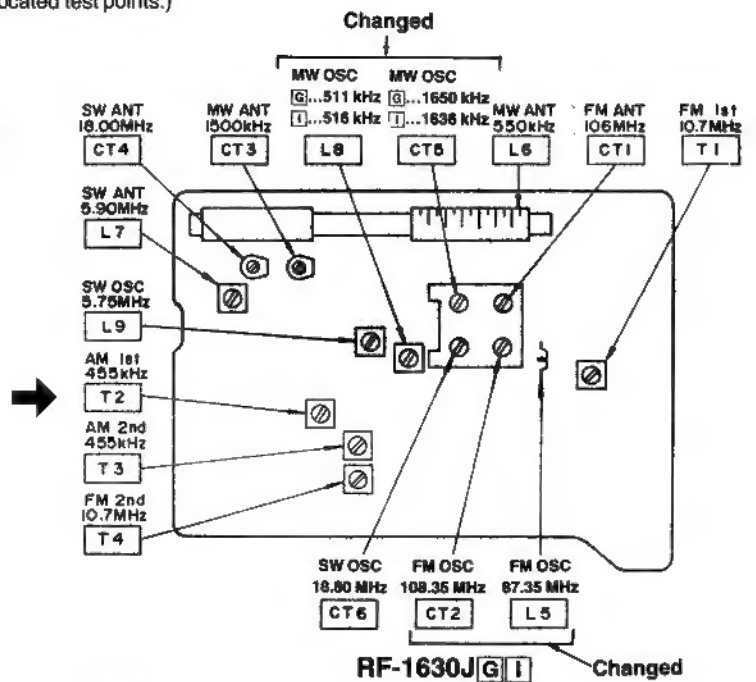 ocated test points.)
Changed
MW OSC MW OSC
G...511 kHz G...1650 kHz
I...516 kHz I...1636 kHz
SW ANT
18.00MHz
CT4
MW ANT
1500kHz
CT3
L8
CT5
MW ANT
550kHz
L6
FM ANT
106MHz
CT1
FM 1st
10.7MHz
T1
SW ANT
5.90MHz
L7
SW OSC
5.75MHz
L9
AM 1st
455kHz
T2
AM 2nd
455kHz
T3
FM 2nd
10.7MHz
T4
SW OSC
18.80 MHz
CT6
FM OSC
108.35 MHz
CT2
FM OSC
87.35 MHz
L5
RF-1630J G I
Changed